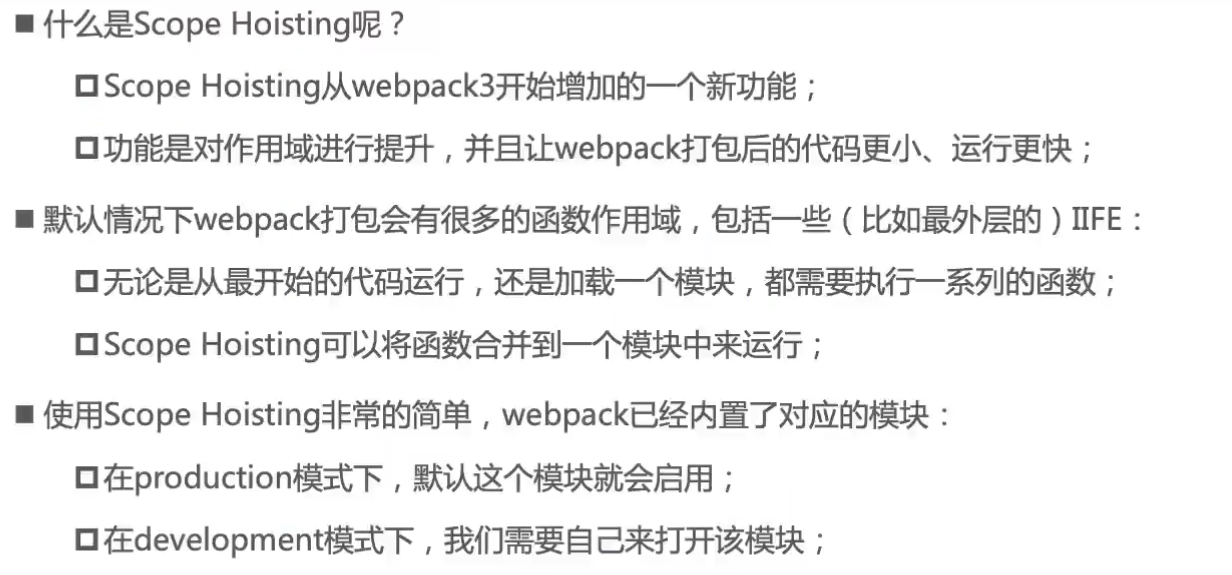 ■ 什么是Scope Hoisting呢？
□ Scope Hoisting从webpack3开始增加的一个新功能；
□ 功能是对作用域进行提升，并且让webpack打包后的代码更小、运行更快；
■ 默认情况下webpack打包会有很多的函数作用域，包括一些（比如最外层的）IIFE：
□ 无论是从最开始的代码运行，还是加载一个模块，都需要执行一系列的函数；
□ Scope Hoisting可以将函数合并到一个模块中来运行；
■ 使用Scope Hoisting非常的简单，webpack已经内置了对应的模块：
□ 在production模式下，默认这个模块就会启用；
□ 在development模式下，我们需要自己来打开该模块；